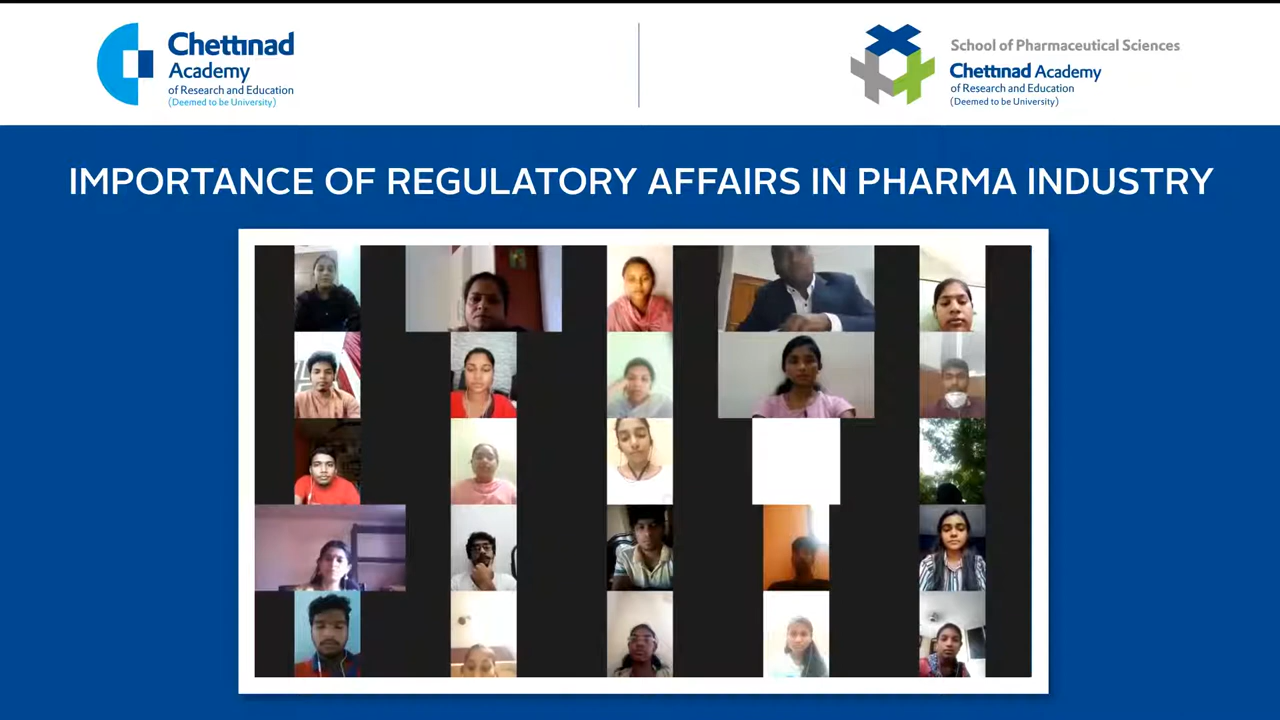 Chettinad
Academy
of Research and Education
(Deemed to be University)
School of Pharmaceutical Sciences
Chettinad Academy
of Research and Education
(Deemed to be University)
IMPORTANCE OF REGULATORY AFFAIRS IN PHARMA INDUSTRY